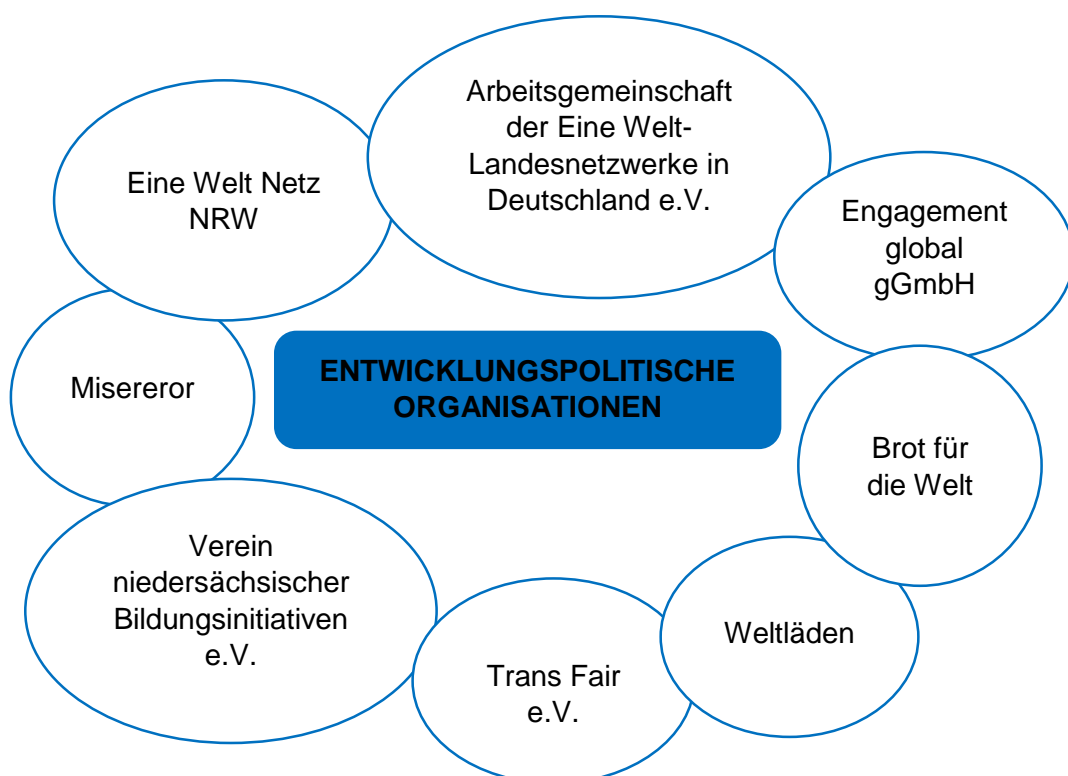 Arbeitsgemeinschaft
der Eine Welt-
Landesnetzwerke in
Deutschland e.V.
Eine Welt Netz
NRW
Engagement
global
gGmbH
ENTWICKLUNGSPOLITISCHE
ORGANISATIONEN
Misereror
Brot für
die Welt
Verein
niedersächsischer
Bildungsinitiativen
e.V.
Weltläden
Trans Fair
e.V.